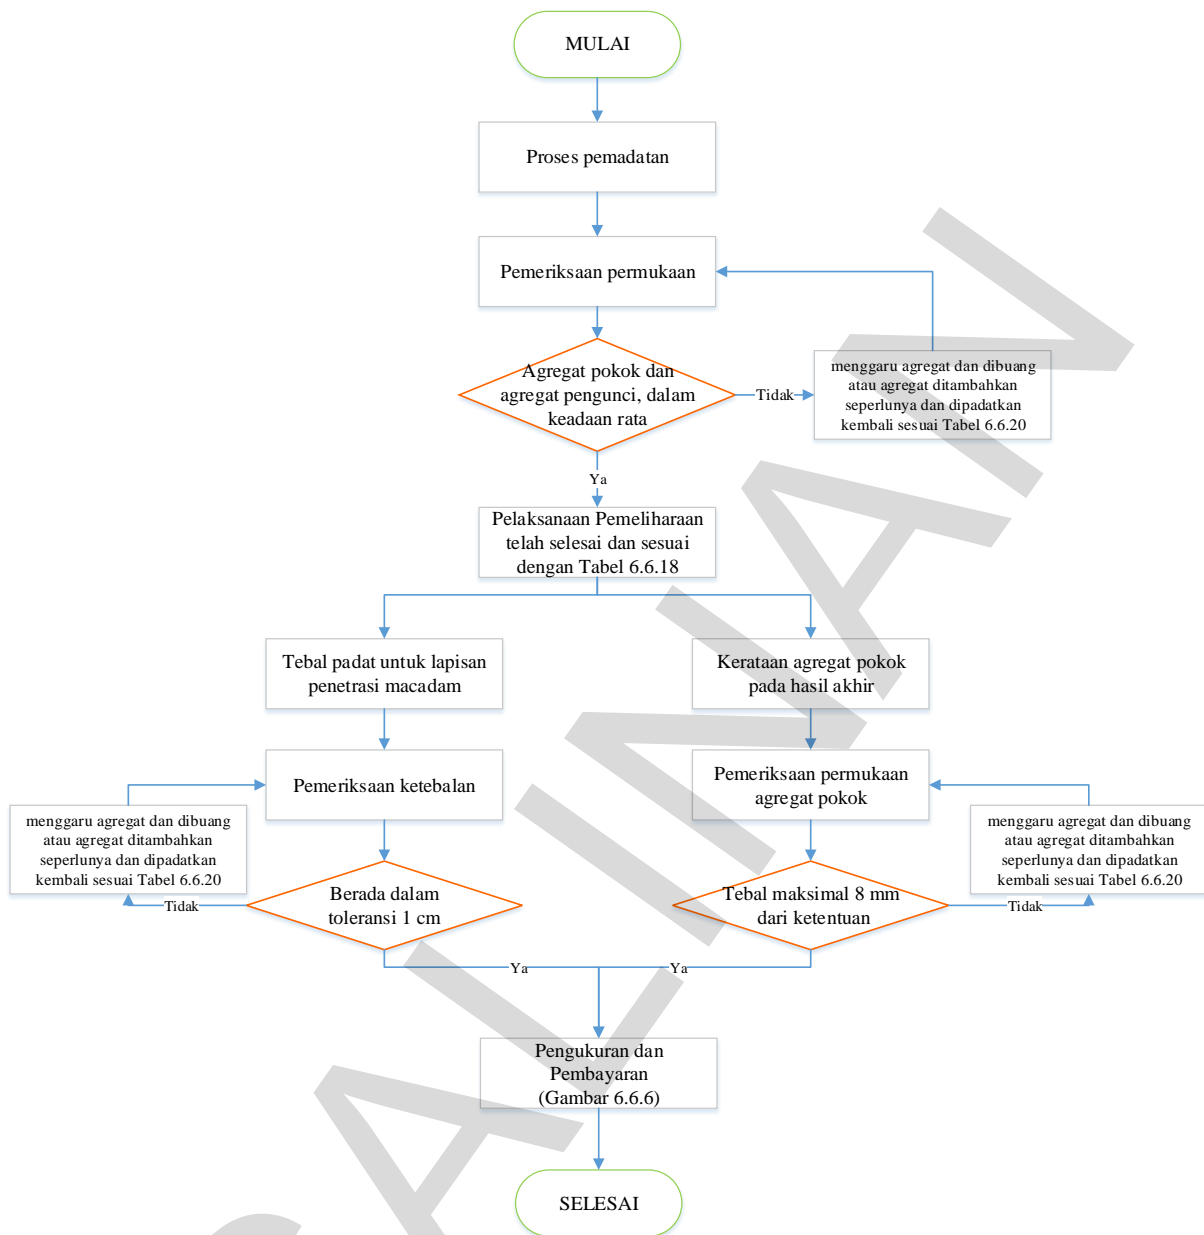 MULAI
Proses pemadatan
Pemeriksaan permukaan
Agregat pokok dan
agregat pengunci, dalam
keadaan rata
Tidak
menggaru agregat dan dibuang
atau agregat ditambahkan
seperlunya dan dipadatkan
kembali sesuai Tabel 6.6.20
Ya
Pelaksanaan Pemeliharaan
telah selesai dan sesuai
dengan Tabel 6.6.18
Tebal padat untuk lapisan
penetrasi macadam
Kerataan agregat pokok
pada hasil akhir
Pemeriksaan ketebalan
Pemeriksaan permukaan
agregat pokok
menggaru agregat dan dibuang
atau agregat ditambahkan
seperlunya dan dipadatkan
kembali sesuai Tabel 6.6.20
menggaru agregat dan dibuang
atau agregat ditambahkan
seperlunya dan dipadatkan
kembali sesuai Tabel 6.6.20
Tidak
Berada dalam
toleransi 1 cm
Tebal maksimal 8 mm
dari ketentuan
Tidak
Ya
Ya
Pengukuran dan
Pembayaran
(Gambar 6.6.6)
SELESAI
SALINAN